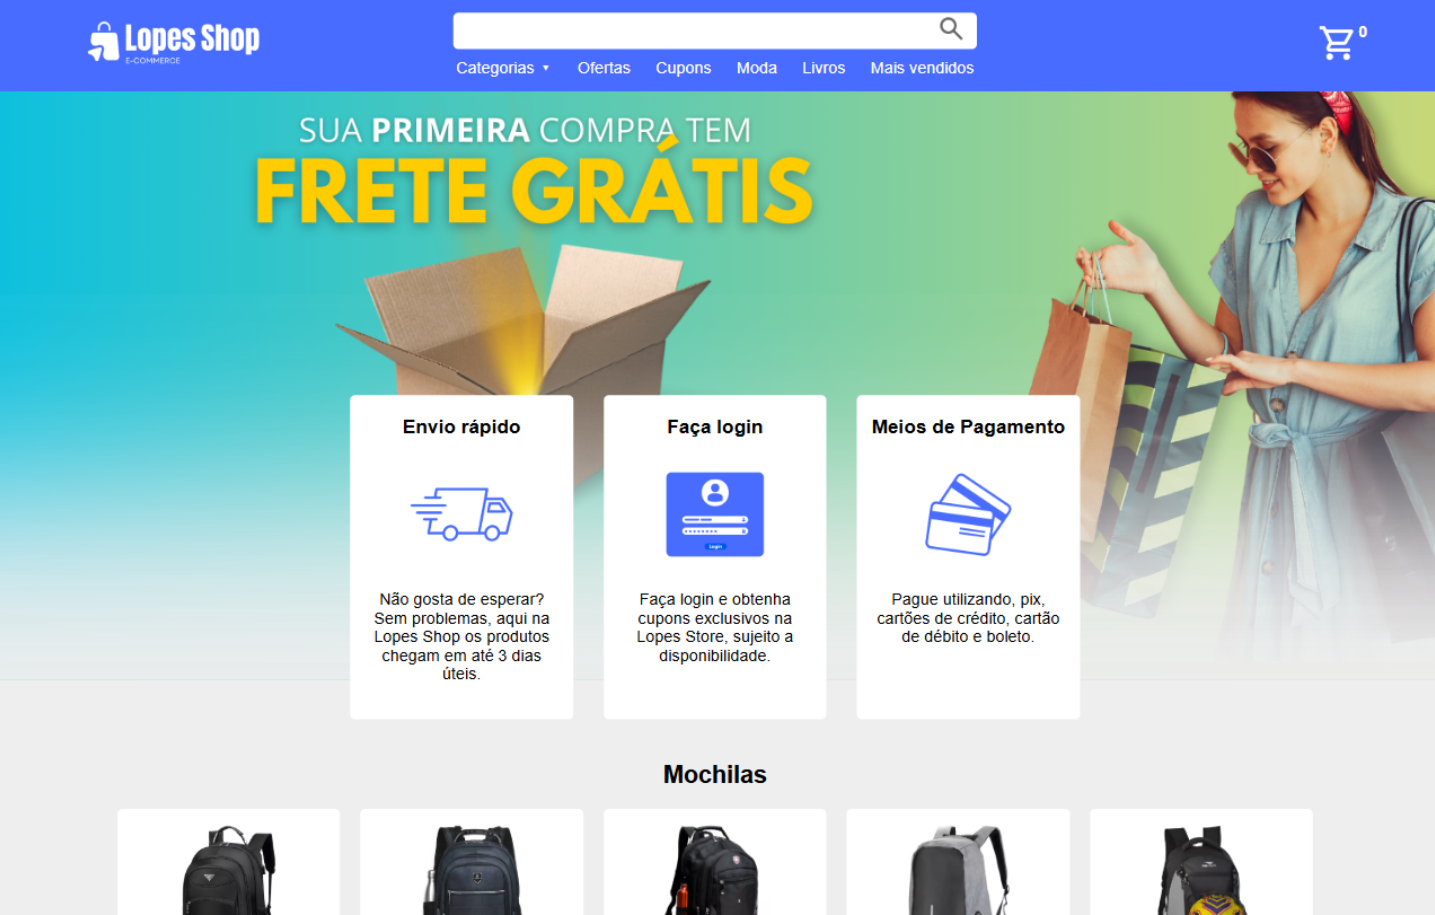 Lopes Shop
E-COMMERCE
0
Categorias ▼ Ofertas Cupons Moda Livros Mais vendidos
SUA PRIMEIRA COMPRA TEM
FRETE GRÁTIS
Envio rápido
Não gosta de esperar?
Sem problemas, aqui na
Lopes Shop os produtos
chegam em até 3 dias
úteis.
Faça login
Login
Faça login e obtenha
cupons exclusivos na
Lopes Store, sujeito a
disponibilidade.
Meios de Pagamento
Pague utilizando, pix,
cartões de crédito, cartão
de débito e boleto.
Mochilas